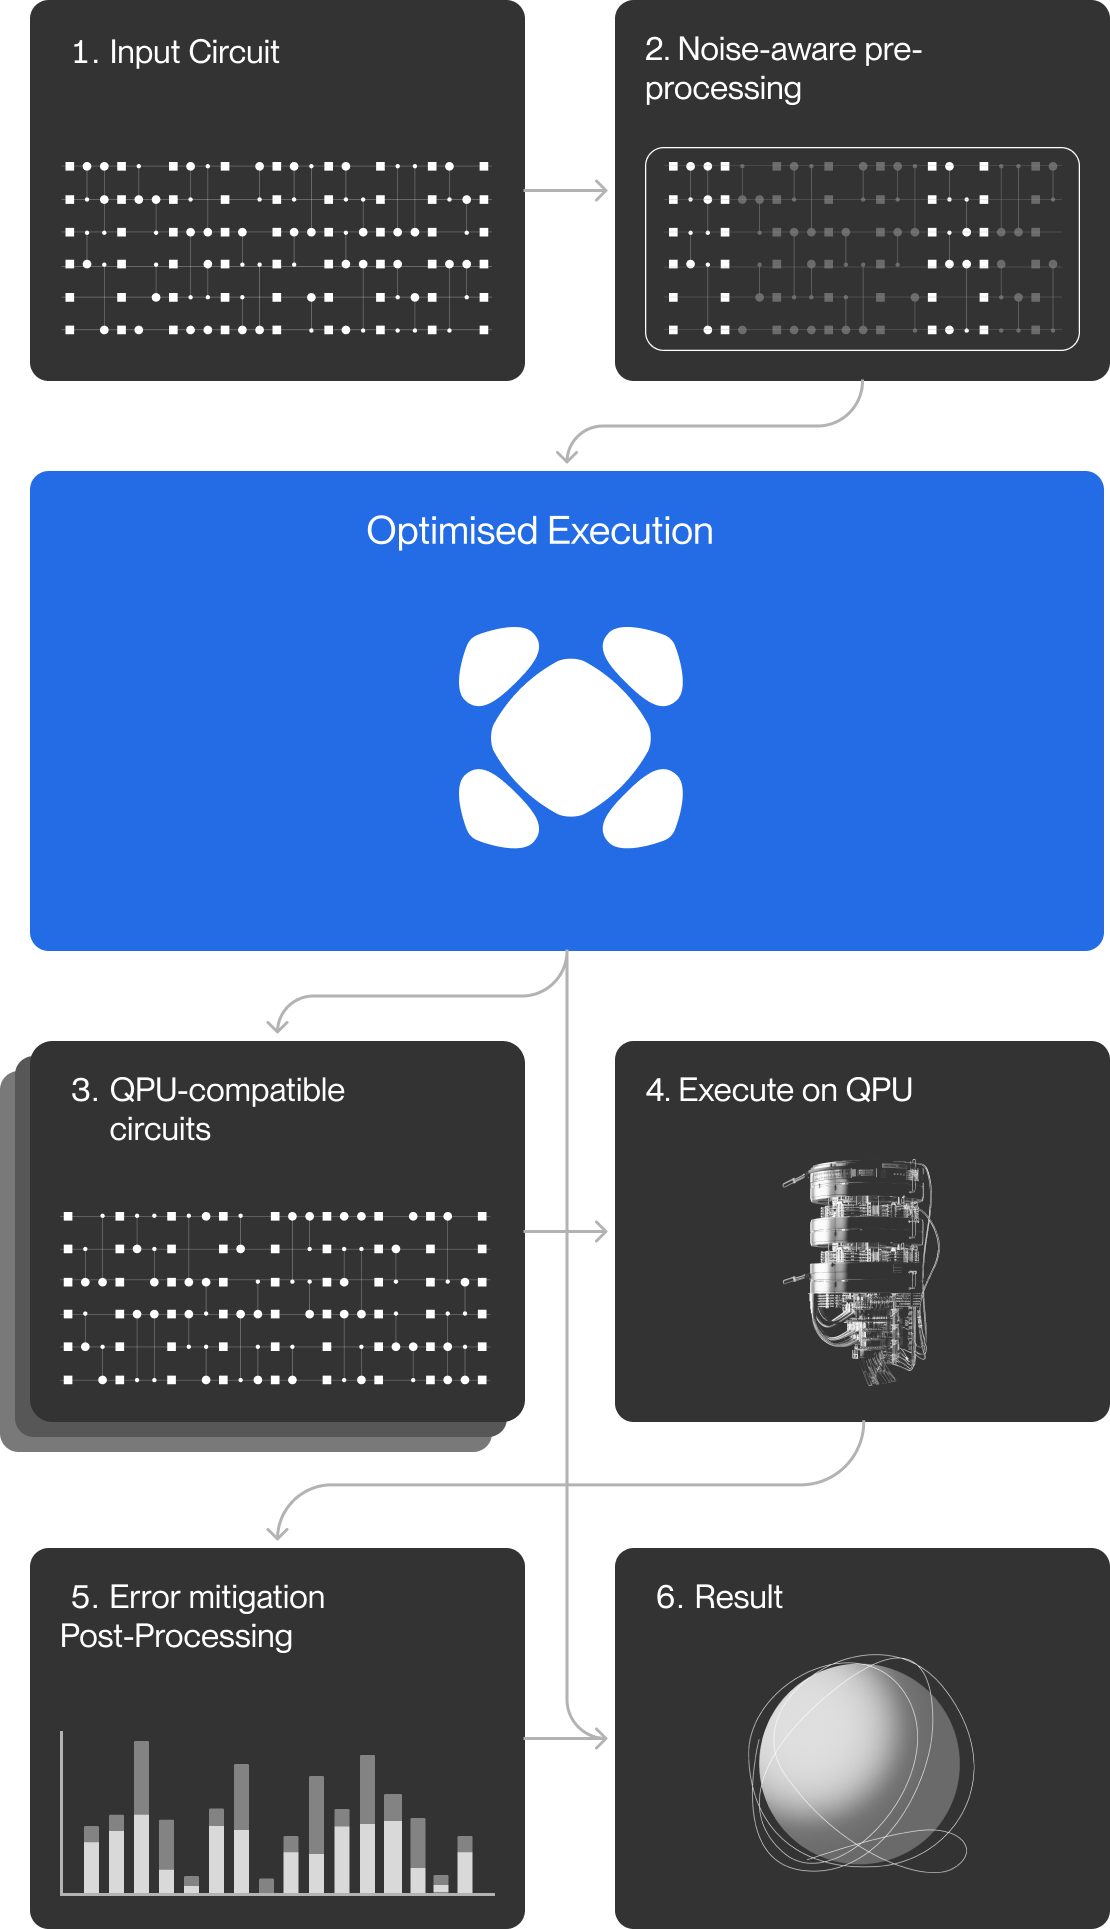 1. Input Circuit
2. Noise-aware pre-
processing
Optimised Execution
3. QPU-compatible
circuits
4. Execute on QPU
5. Error mitigation
Post-Processing
6. Result